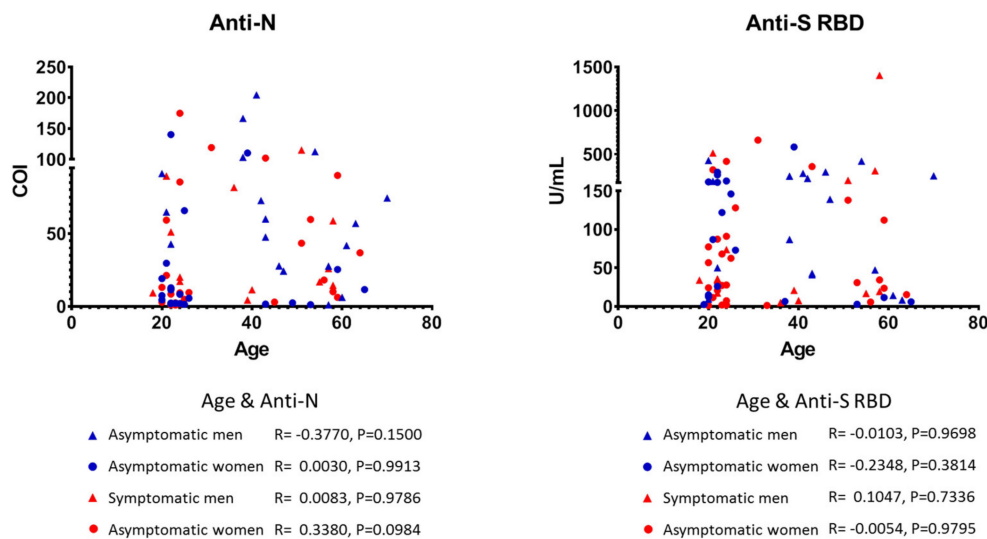 Anti-N
250
200
150
100
50
0
COI
0 20 40 60 80
Age
Age & Anti-N
Asymptomatic men R= -0.3770, P=0.1500
Asymptomatic women R= 0.0030, P=0.9913
Symptomatic men R= 0.0083, P=0.9786
Asymptomatic women R= 0.3380, P=0.0984
Anti-S RBD
1500
1000
500
150
100
50
0
U/mL
0 20 40 60 80
Age
Age & Anti-S RBD
Asymptomatic men R= -0.0103, P=0.9698
Asymptomatic women R= -0.2348, P=0.3814
Symptomatic men R= 0.1047, P=0.7336
Asymptomatic women R= -0.0054, P=0.9795